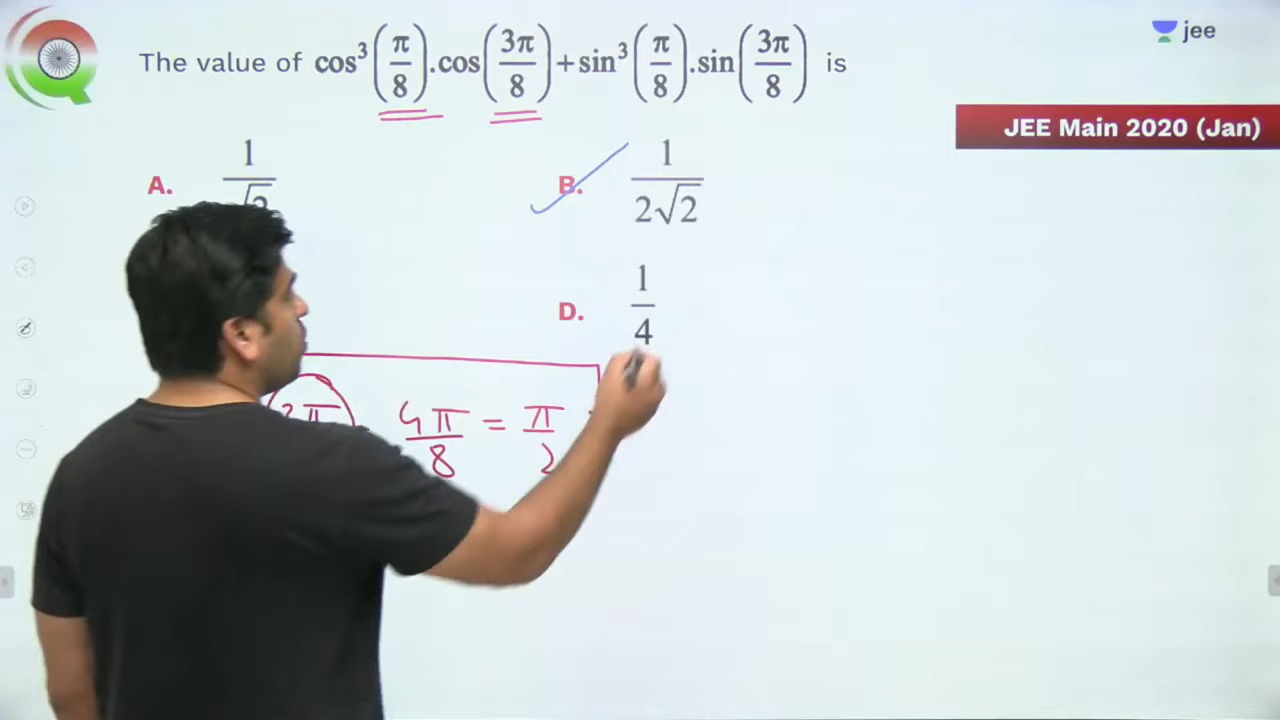 The value of cos³(π/8).cos(3π/8)+sin³(π/8).sin(3π/8) is
jee
JEE Main 2020 (Jan)
A. 1/√2
B. 1/2√2
D. 1/4
4π/8 = π/2